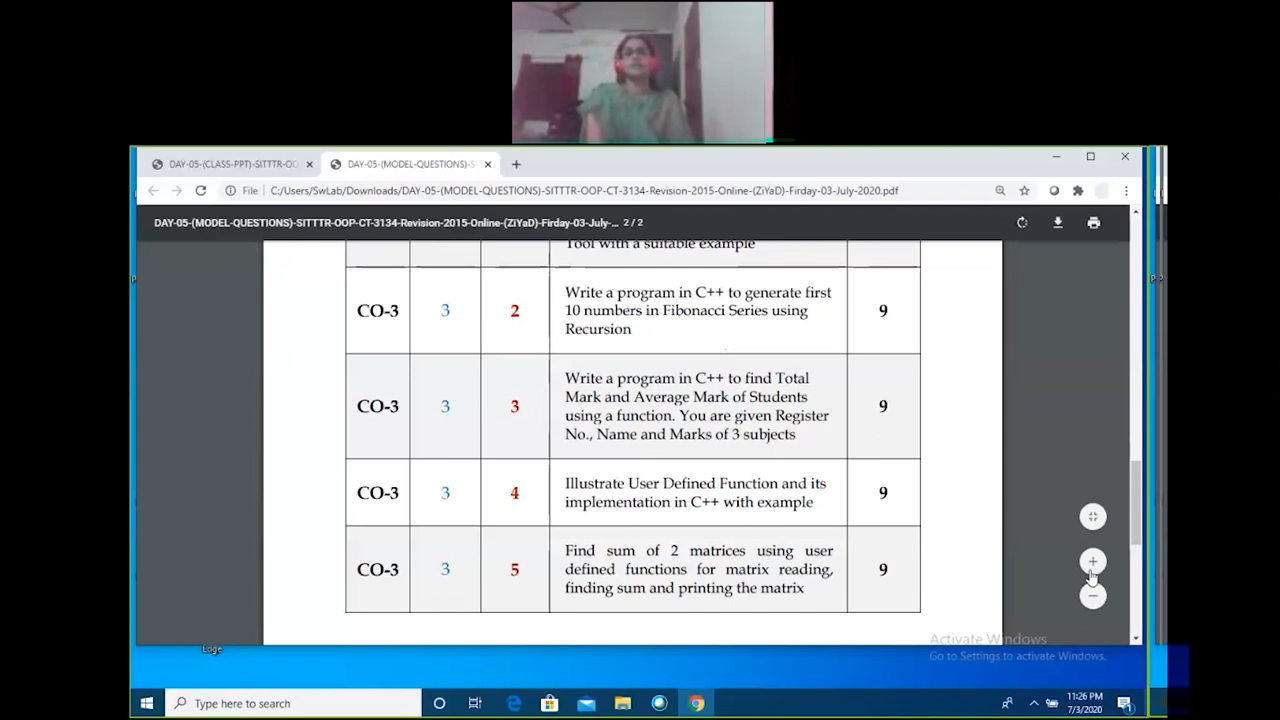 DAY-05-(CLASS-PPT)-SITTTR-OO
DAY-05-(MODEL-QUESTIONS)-S
File
C:/Users/SwLab/Downloads/DAY-05-(MODEL-QUESTIONS)-SITTTR-OOP-CT-3134-Revision-2015-Online-(ZiYaD)-Firday-03-July-2020.pdf
DAY-05-(MODEL-QUESTIONS)-SITTTR-OOP-CT-3134-Revision-2015-Online-(ZiYaD)-Firday-03-July-... 2 / 2
Tool with a suitable example
CO-3 3 2 Write a program in C++ to generate first 9
10 numbers in Fibonacci Series using
Recursion
CO-3 3 3 Write a program in C++ to find Total 9
Mark and Average Mark of Students
using a function. You are given Register
No., Name and Marks of 3 subjects
CO-3 3 4 Illustrate User Defined Function and its 9
implementation in C++ with example
CO-3 3 5 Find sum of 2 matrices using user 9
defined functions for matrix reading,
finding sum and printing the matrix
Activate Windows
Go to Settings to activate Windows.
Edge
Type here to search
11:26 PM
7/3/2020